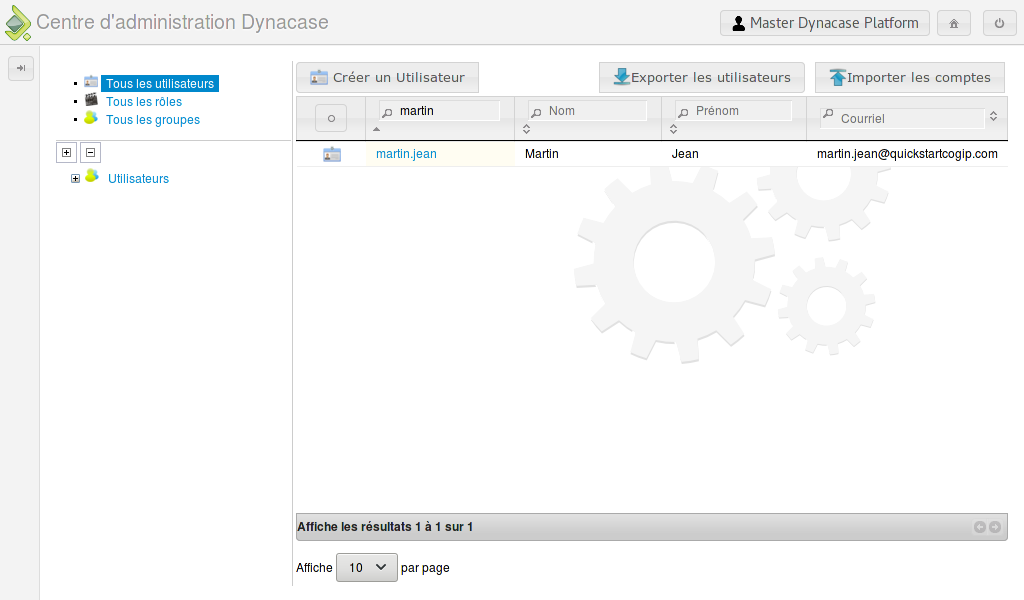 Centre d'administration Dynacase
Master Dynacase Platform
Tous les utilisateurs
Tous les rôles
Tous les groupes
Utilisateurs
Créer un Utilisateur
Exporter les utilisateurs
Importer les comptes
martin
Nom
Prénom
Courriel
martin.jean
Martin
Jean
martin.jean@quickstartcogip.com
Affiche les résultats 1 à 1 sur 1
Affiche 10 par page